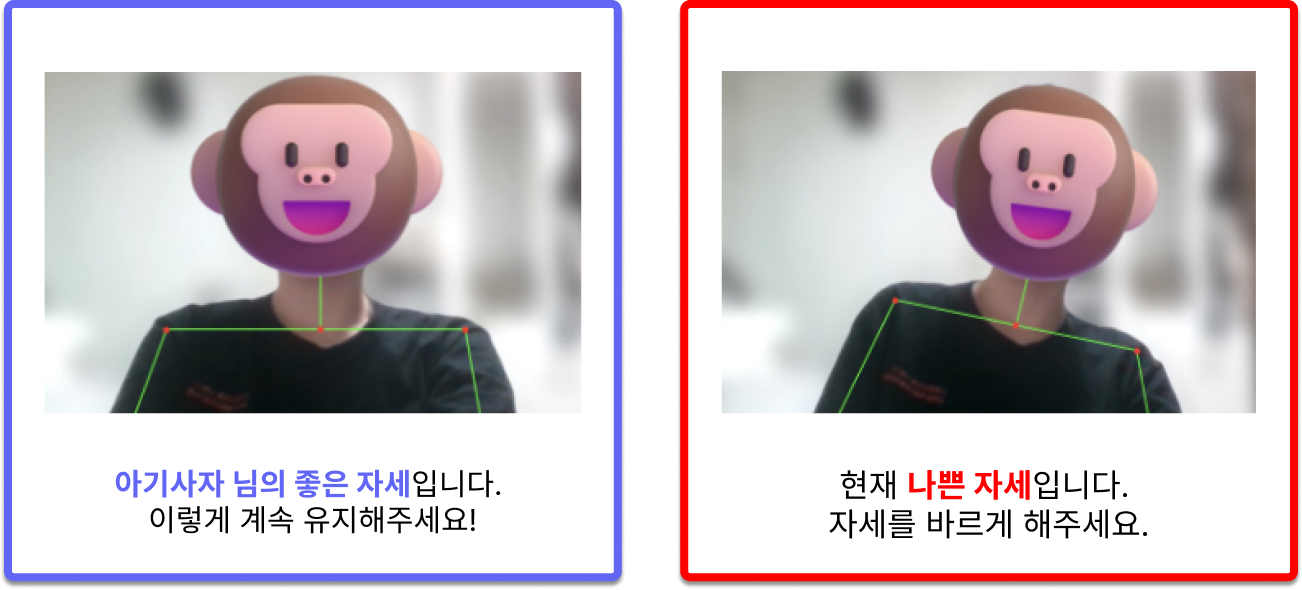 아기사자 님의 좋은 자세입니다.
이렇게 계속 유지해주세요!
현재 나쁜 자세입니다.
자세를 바르게 해주세요.